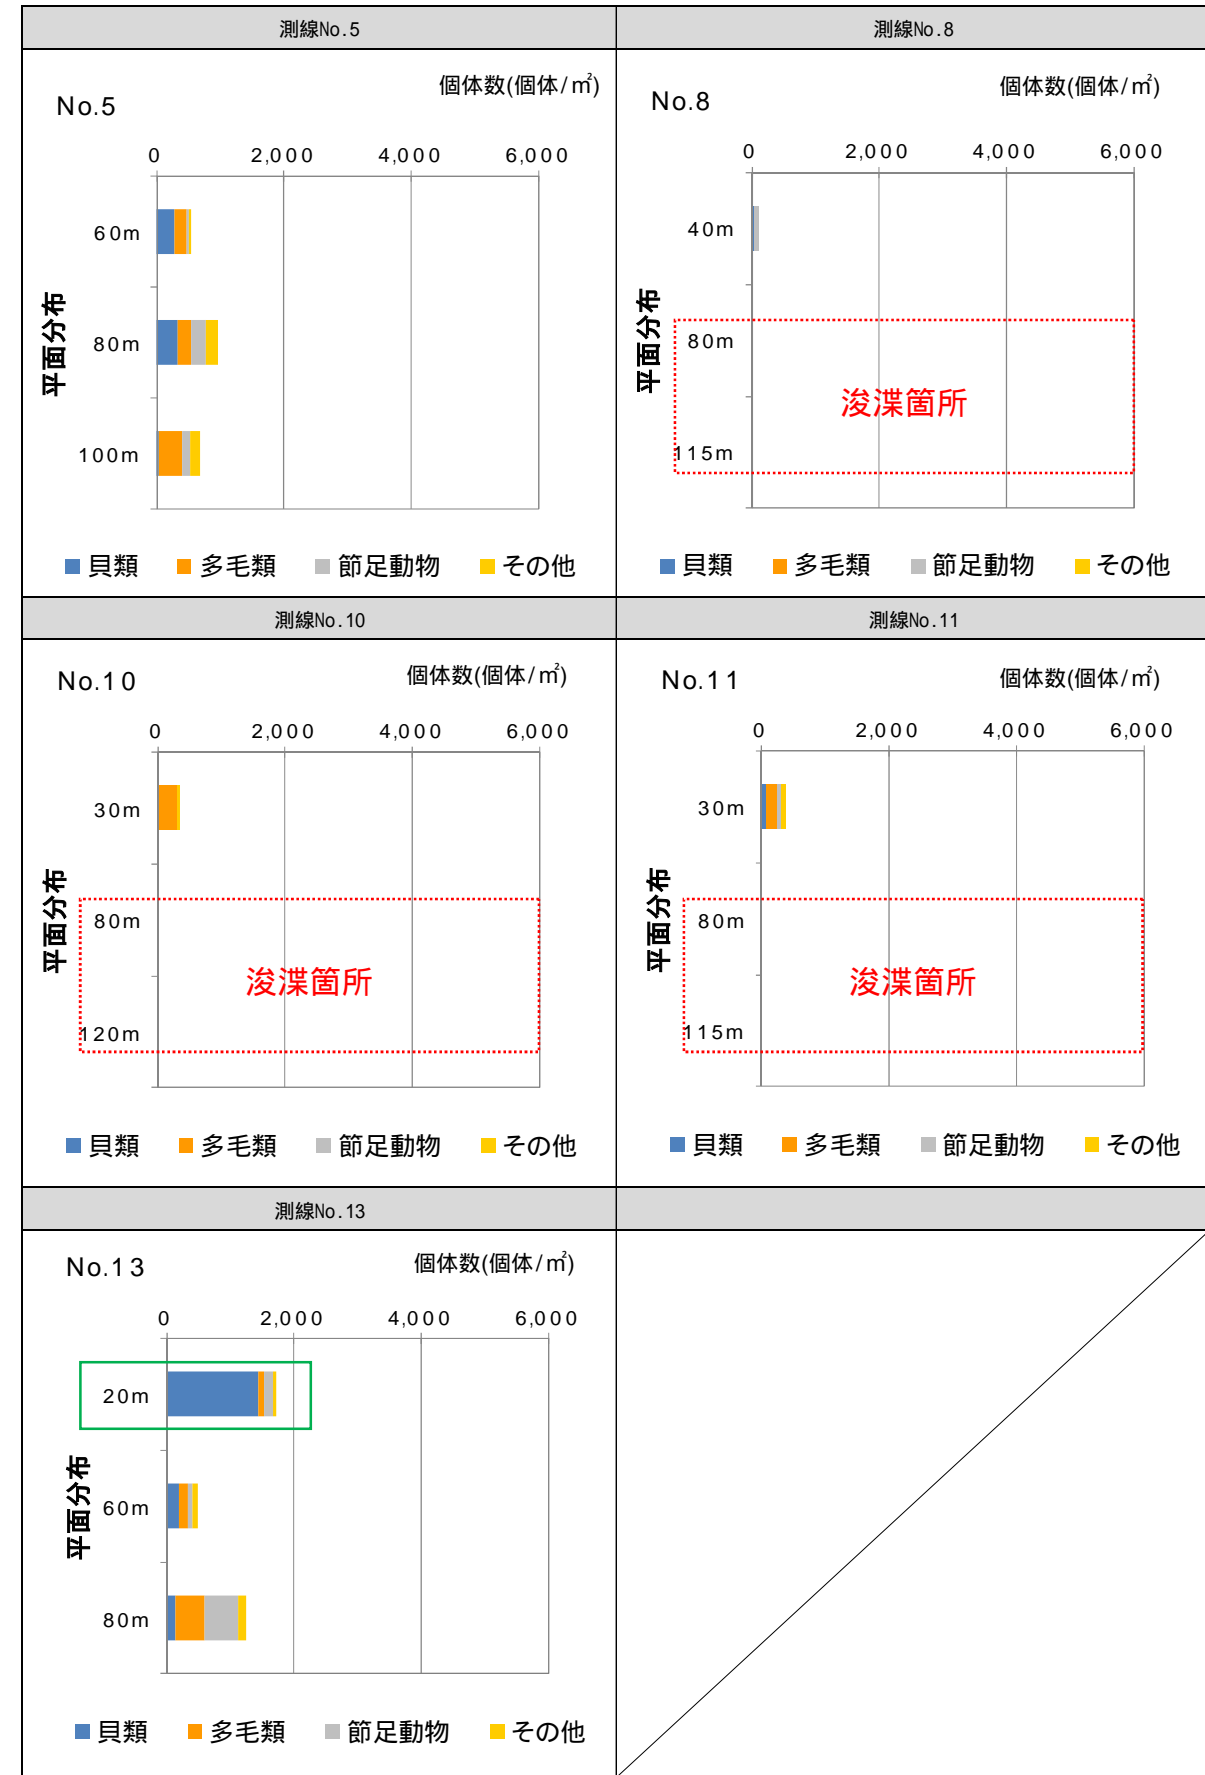 測線No.5
測線No.8
No.5
個体数(個体/㎡)
0 2,000 4,000 6,000
60m
80m
100m
平面分布
貝類 多毛類 節足動物 その他
No.8
個体数(個体/㎡)
0 2,000 4,000 6,000
40m
80m
115m
平面分布
浚渫箇所
貝類 多毛類 節足動物 その他
測線No.10
測線No.11
No.10
個体数(個体/㎡)
0 2,000 4,000 6,000
30m
80m
120m
平面分布
浚渫箇所
貝類 多毛類 節足動物 その他
No.11
個体数(個体/㎡)
0 2,000 4,000 6,000
30m
80m
115m
平面分布
浚渫箇所
貝類 多毛類 節足動物 その他
測線No.13
No.13
個体数(個体/㎡)
0 2,000 4,000 6,000
20m
60m
80m
平面分布
貝類 多毛類 節足動物 その他